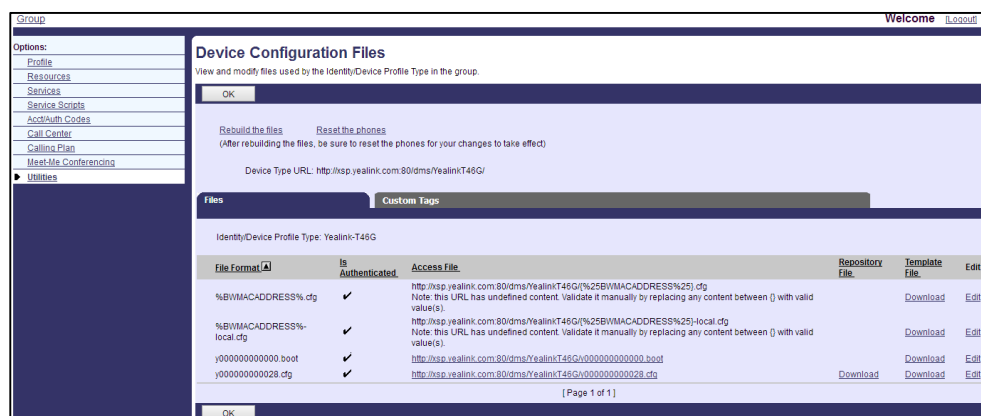 Group
Welcome [Logout]
Options:
Profile
Resources
Services
Service Scripts
Acct/Auth Codes
Call Center
Calling Plan
Meet-Me Conferencing
Utilities
Device Configuration Files
View and modify files used by the Identity/Device Profile Type in the group.
OK
Rebuild the files Reset the phones
(After rebuilding the files, be sure to reset the phones for your changes to take effect)
Device Type URL: http://xsp.yealink.com:80/dms/YealinkT46G/
Files Custom Tags
Identity/Device Profile Type: Yealink-T46G
File Format Is Authenticated Access File Repository File Template File Edit
%BWMACADDRESS%.cfg http://xsp.yealink.com:80/dms/YealinkT46G/{%25BWMACADDRESS%25}.cfg
Note: this URL has undefined content. Validate it manually by replacing any content between {} with valid value(s). Download Edit
%BWMACADDRESS%-local.cfg http://xsp.yealink.com:80/dms/YealinkT46G/{%25BWMACADDRESS%25}-local.cfg
Note: this URL has undefined content. Validate it manually by replacing any content between {} with valid value(s). Download Edit
y000000000000.boot http://xsp.yealink.com:80/dms/YealinkT46G/y000000000000.boot Download Edit
y000000000028.cfg http://xsp.yealink.com:80/dms/YealinkT46G/y000000000028.cfg Download Download Edit
[ Page 1 of 1 ]
OK